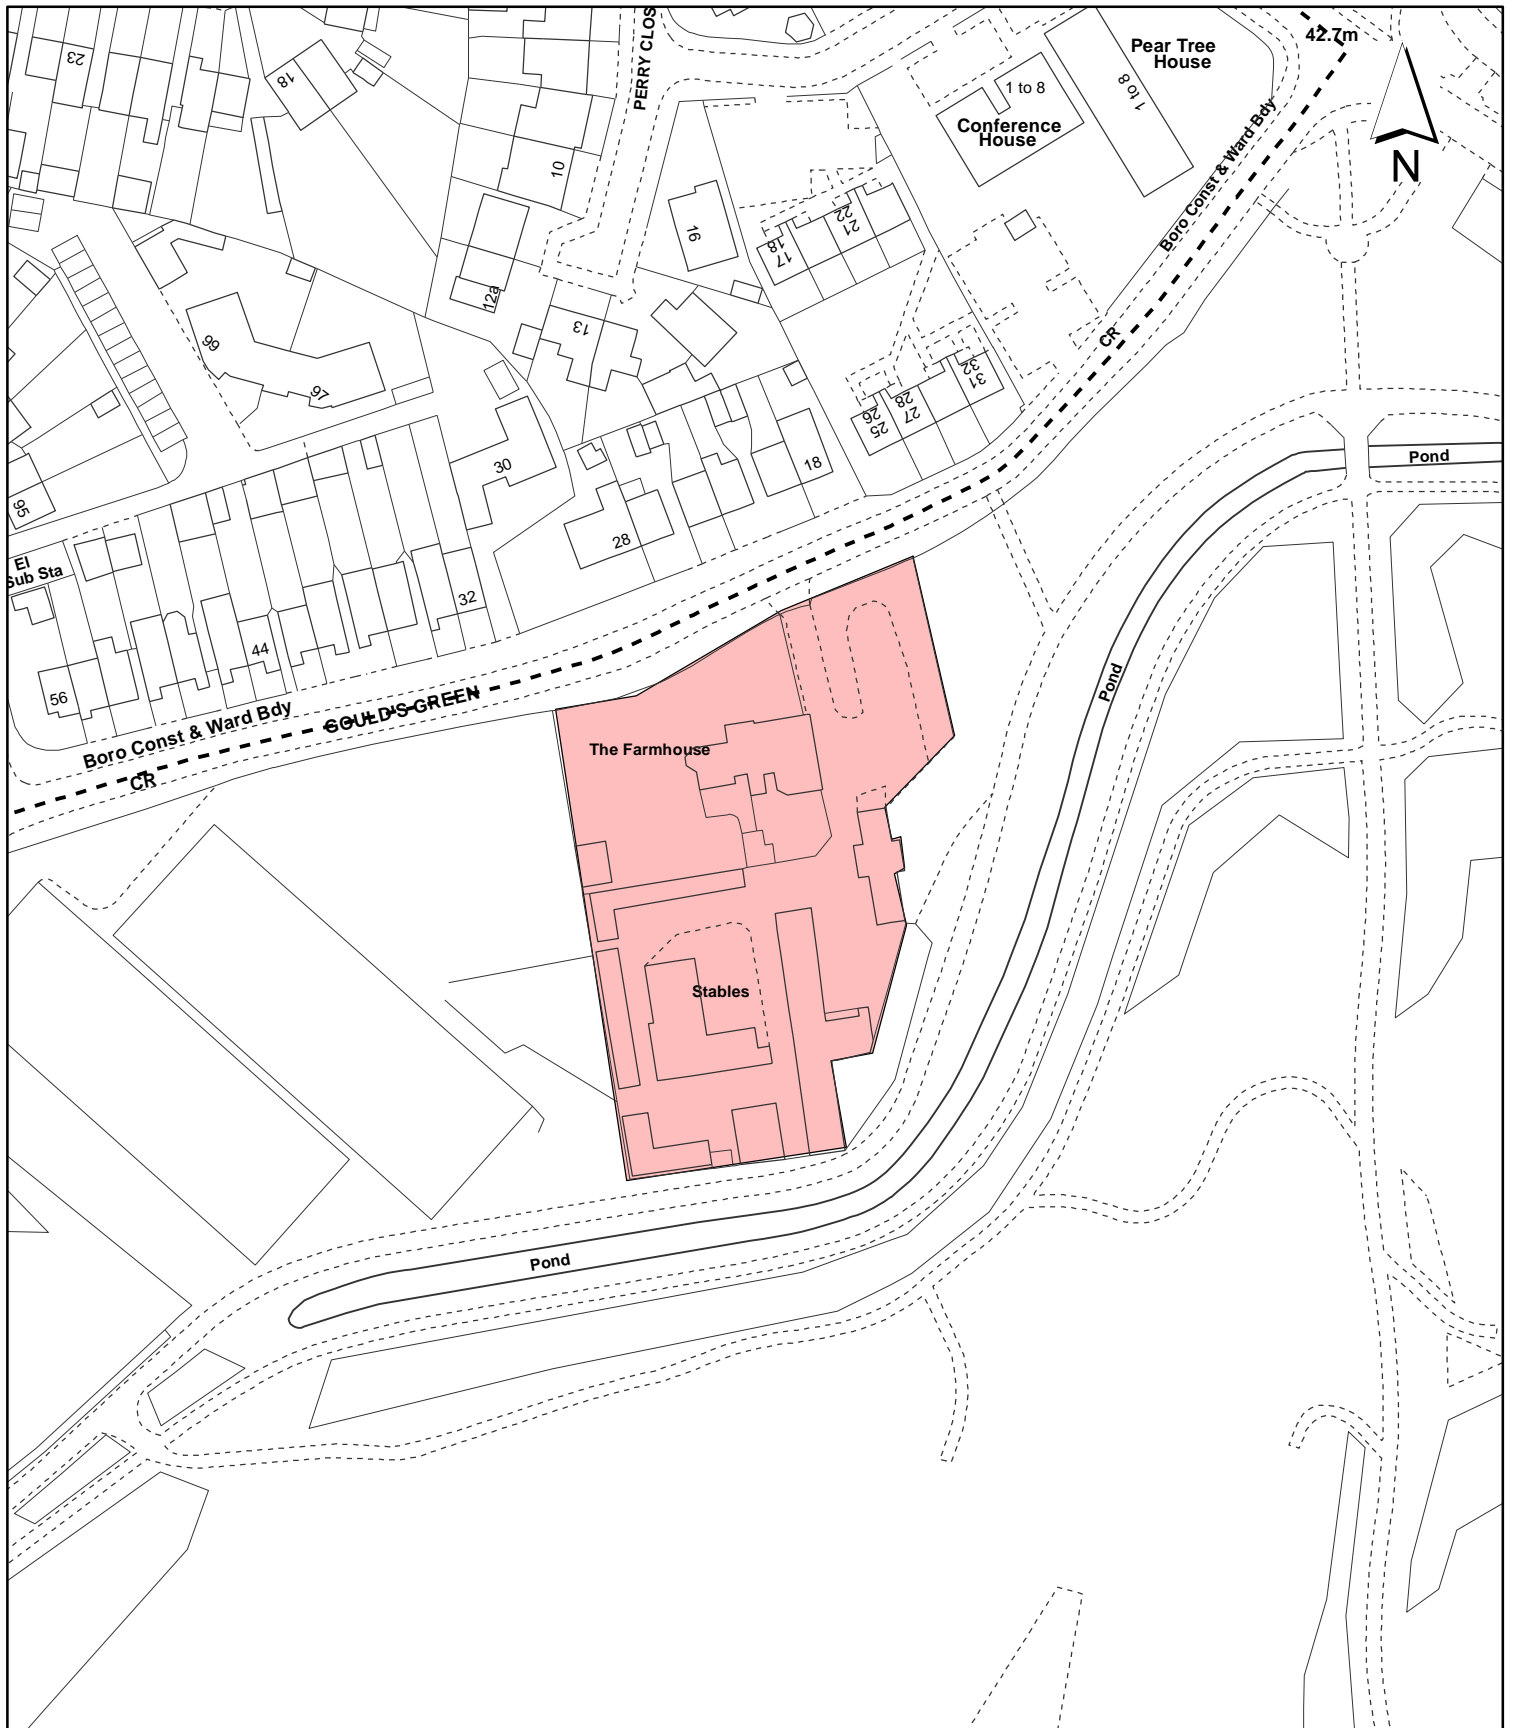 PERRY CLOS
42.7m
Pear Tree
House
23
18
1 to 8
1 to 8
Conference
House
N
10
Boro Const & Ward Bdy
16
22
21
18
17
12a
13
99
97
CR
32
31
28
27
26
25
30
18
Pond
95
28
El
Sub Sta
32
44
56
Pond
GOULD'S GREEN
Boro Const & Ward Bdy
The Farmhouse
CR
Stables
Pond